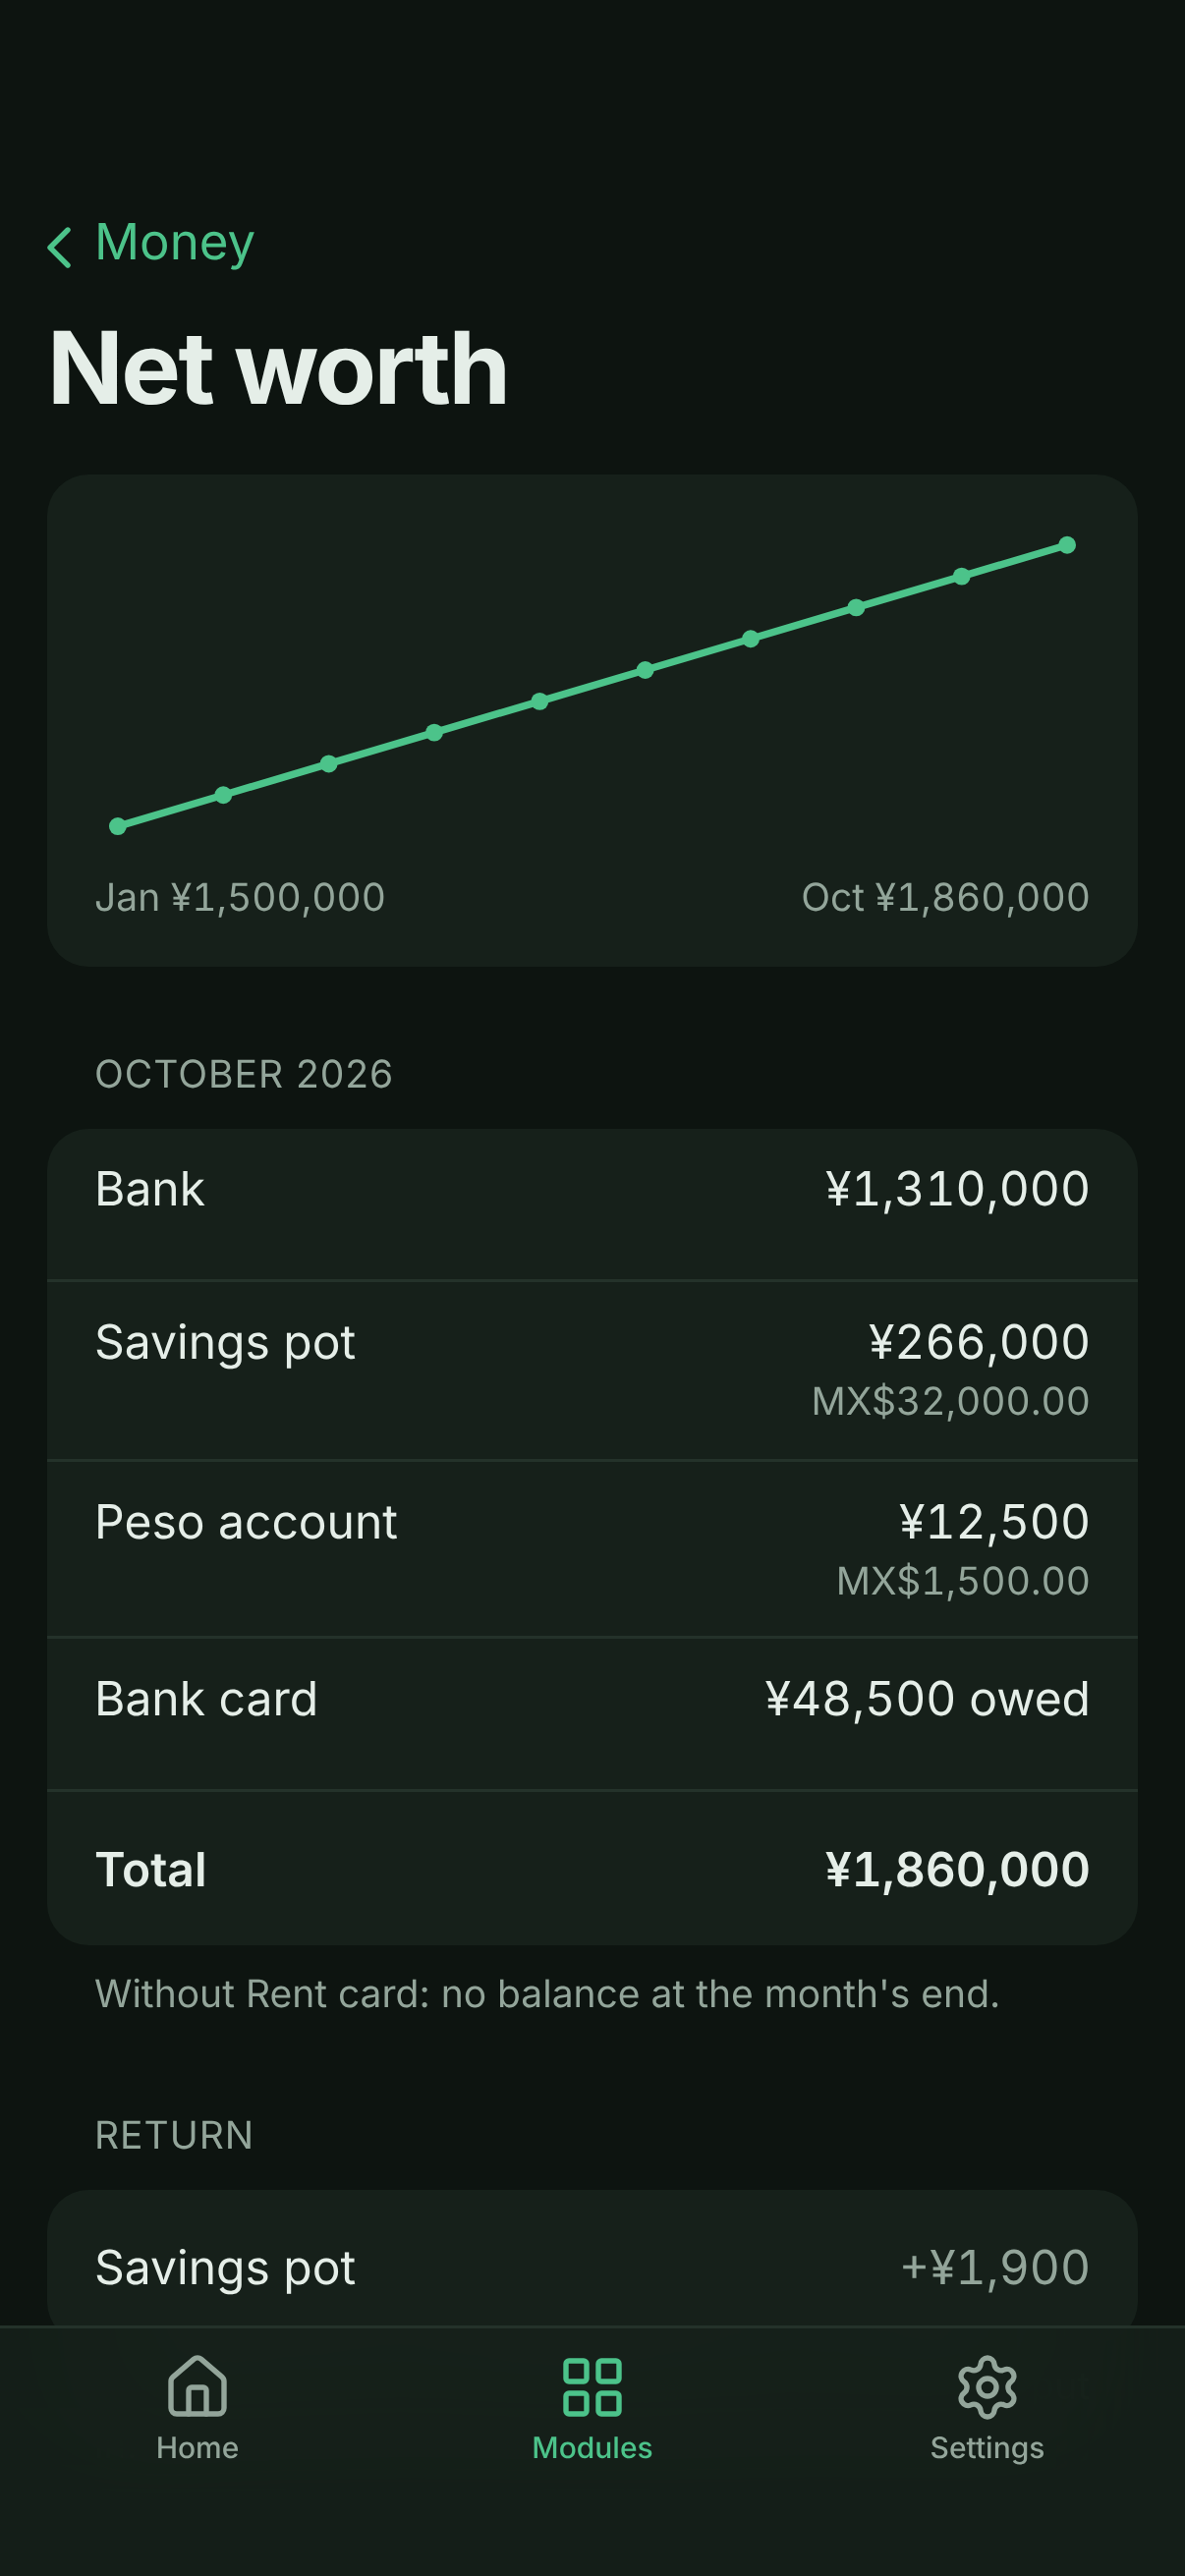 Money
Net worth
Jan ¥1,500,000
Oct ¥1,860,000
OCTOBER 2026
Bank
¥1,310,000
Savings pot
¥266,000
MX$32,000.00
Peso account
¥12,500
MX$1,500.00
Bank card
¥48,500 owed
Total
¥1,860,000
Without Rent card: no balance at the month's end.
RETURN
Savings pot
+¥1,900
Home
Modules
Settings